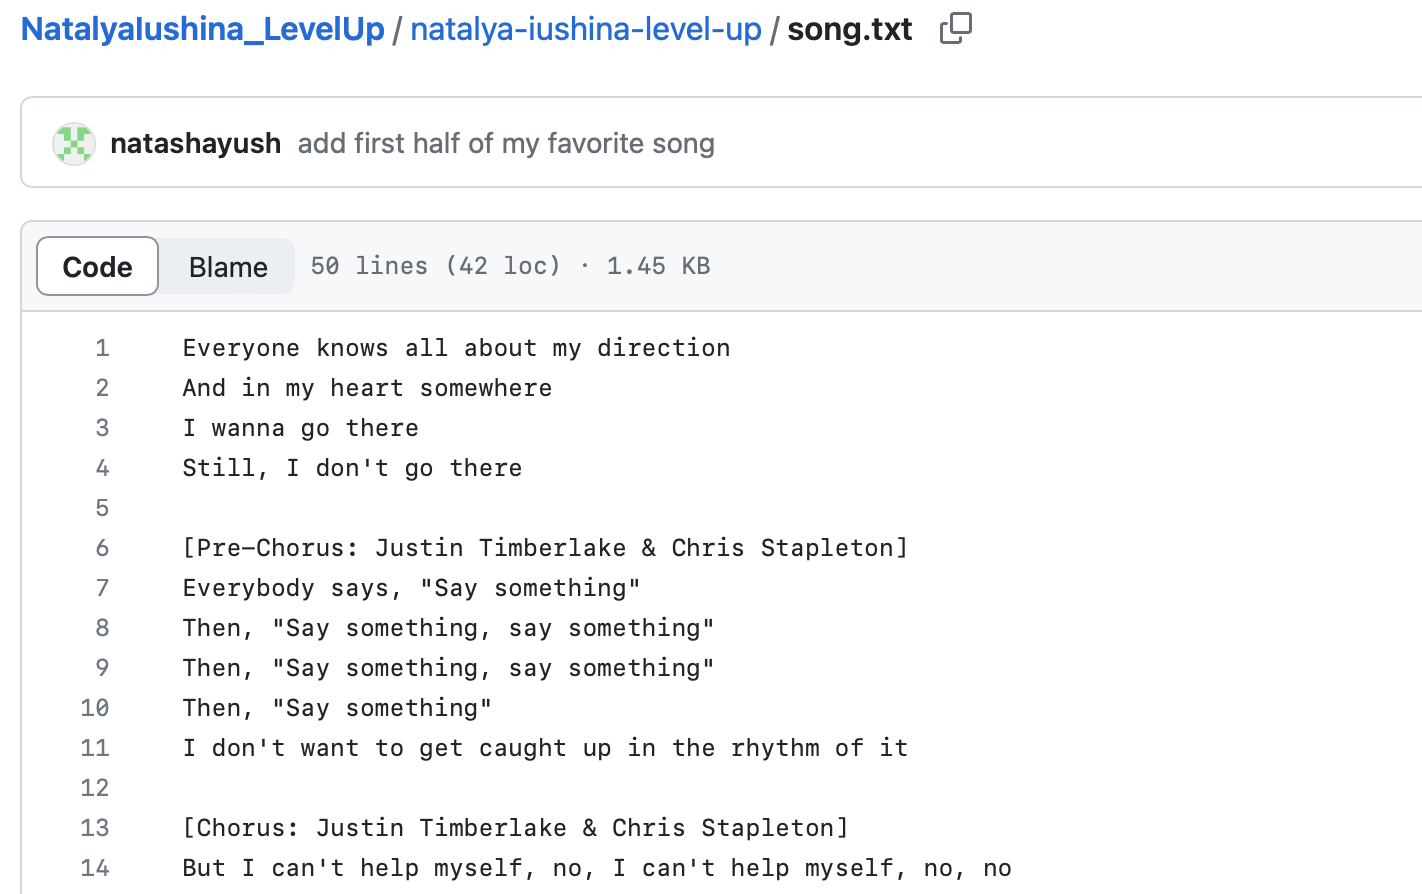 NatalyaIushina_LevelUp / natalya-iushina-level-up / song.txt
natashayush add first half of my favorite song
Code Blame 50 lines (42 loc) · 1.45 KB
1 Everyone knows all about my direction
2 And in my heart somewhere
3 I wanna go there
4 Still, I don't go there
5
6 [Pre–Chorus: Justin Timberlake & Chris Stapleton]
7 Everybody says, "Say something"
8 Then, "Say something, say something"
9 Then, "Say something, say something"
10 Then, "Say something"
11 I don't want to get caught up in the rhythm of it
12
13 [Chorus: Justin Timberlake & Chris Stapleton]
14 But I can't help myself, no, I can't help myself, no, no